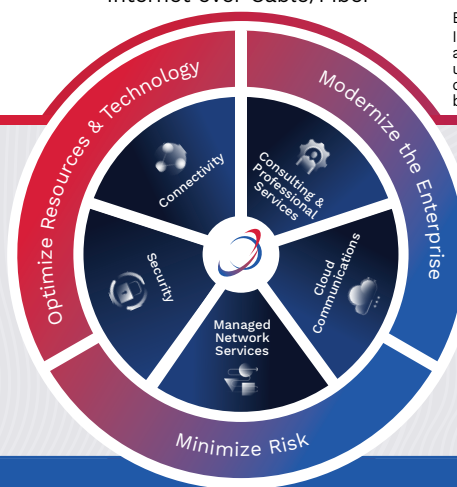 Internet over Cable/Fiber
Optimize Resources & Technology
Modernize the Enterprise
Connectivity
Consulting &
Professional
Services
Security
Cloud
Communications
Managed
Network
Services
Minimize Risk